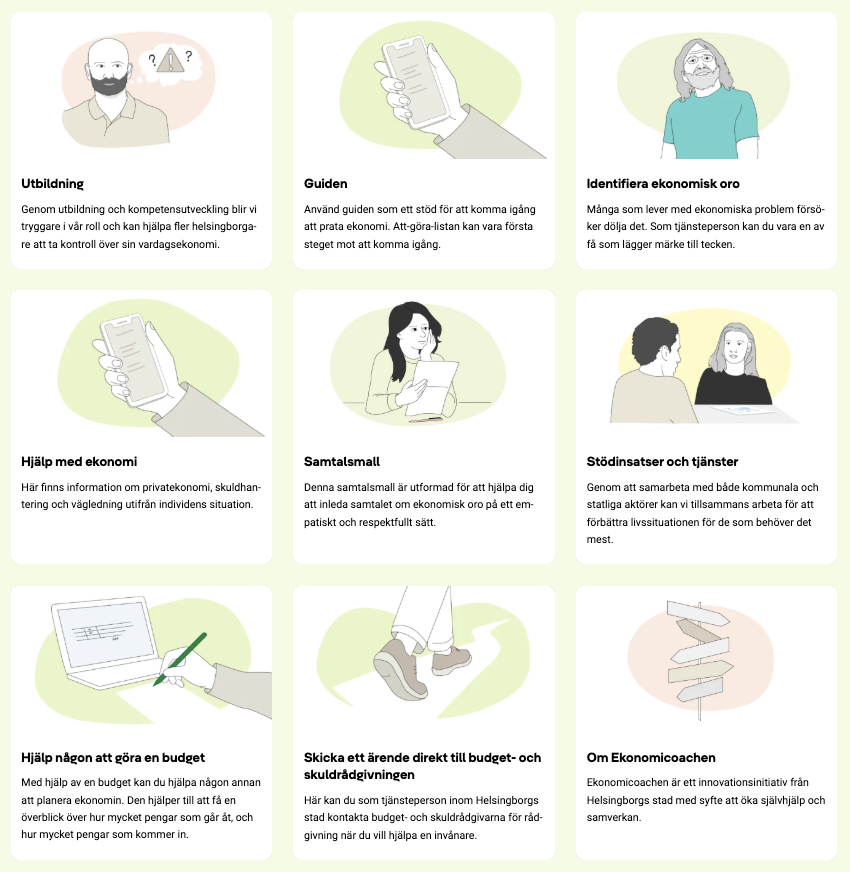 ? ! ?
Utbildning
Genom utbildning och kompetensutveckling blir vi
tryggare i vår roll och kan hjälpa fler helsingborga-
re att ta kontroll över sin vardagsekonomi.
Guiden
Använd guiden som ett stöd för att komma igång
att prata ekonomi. Att-göra-listan kan vara första
steget mot att komma igång.
Identifiera ekonomisk oro
Många som lever med ekonomiska problem försö-
ker dölja det. Som tjänsteperson kan du vara en av
få som lägger märke till tecken.
Hjälp med ekonomi
Här finns information om privatekonomi, skuldhan-
tering och vägledning utifrån individens situation.
Samtalsmall
Denna samtalsmall är utformad för att hjälpa dig
att inleda samtalet om ekonomisk oro på ett em-
patiskt och respektfullt sätt.
Stödinsatser och tjänster
Genom att samarbeta med både kommunala och
statliga aktörer kan vi tillsammans arbeta för att
förbättra livssituationen för de som behöver det
mest.
Hjälp någon att göra en budget
Med hjälp av en budget kan du hjälpa någon annan
att planera ekonomin. Den hjälper till att få en
överblick över hur mycket pengar som går åt, och
hur mycket pengar som kommer in.
Skicka ett ärende direkt till budget- och
skuldrådgivningen
Här kan du som tjänsteperson inom Helsingborgs
stad kontakta budget- och skuldrådgivarna för råd-
givning när du vill hjälpa en invånare.
Om Ekonomicoachen
Ekonomicoachen är ett innovationsinitiativ från
Helsingborgs stad med syfte att öka självhjälp och
samverkan.